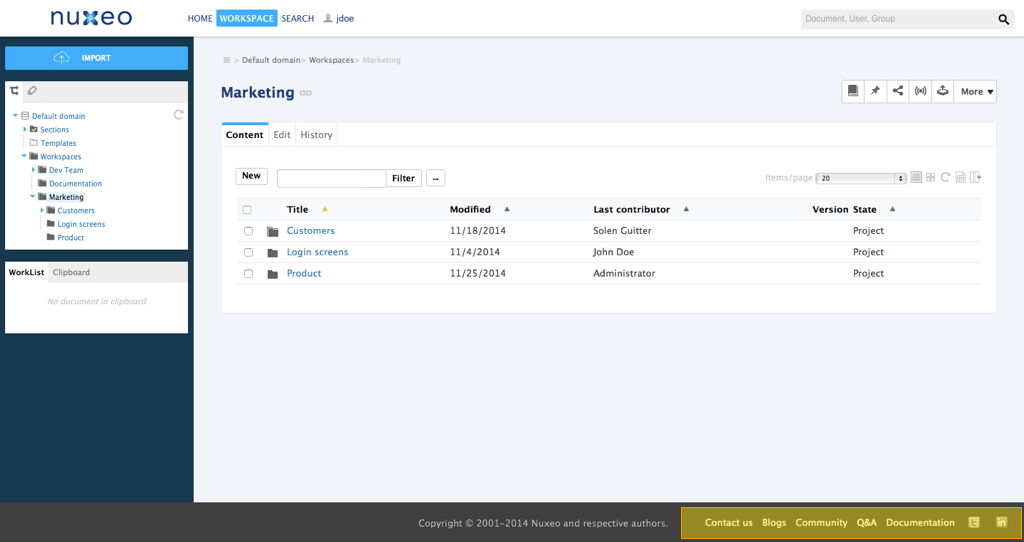 nuxeo
HOME WORKSPACE SEARCH jdoe
Document, User, Group
IMPORT
> Default domain> Workspaces> Marketing
Marketing
More
Default domain
Sections
Templates
Workspaces
Dev Team
Documentation
Marketing
Customers
Login screens
Product
WorkList Clipboard
No document in clipboard
Content Edit History
New Filter ...
Items/page 20
Title Modified Last contributor Version State
Customers 11/18/2014 Solen Guitter Project
Login screens 11/4/2014 John Doe Project
Product 11/25/2014 Administrator Project
Copyright © 2001-2014 Nuxeo and respective authors.
Contact us Blogs Community Q&A Documentation